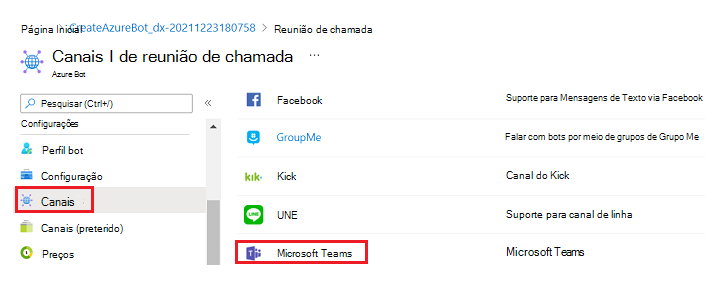 Página Inicial > CreateAzureBot_dx-20211223180758 > Reunião de chamada
Canais I de reunião de chamada ...
Azure Bot
Pesquisar (Ctrl+/) «
Configurações
Perfil bot
Configuração
Canais
Canais (preterido)
Preços
Facebook Suporte para Mensagens de Texto via Facebook
GroupMe Falar com bots por meio de grupos de Grupo Me
kik. Kick Canal do Kick
LINE UNE Suporte para canal de linha
Microsoft Teams Microsoft Teams